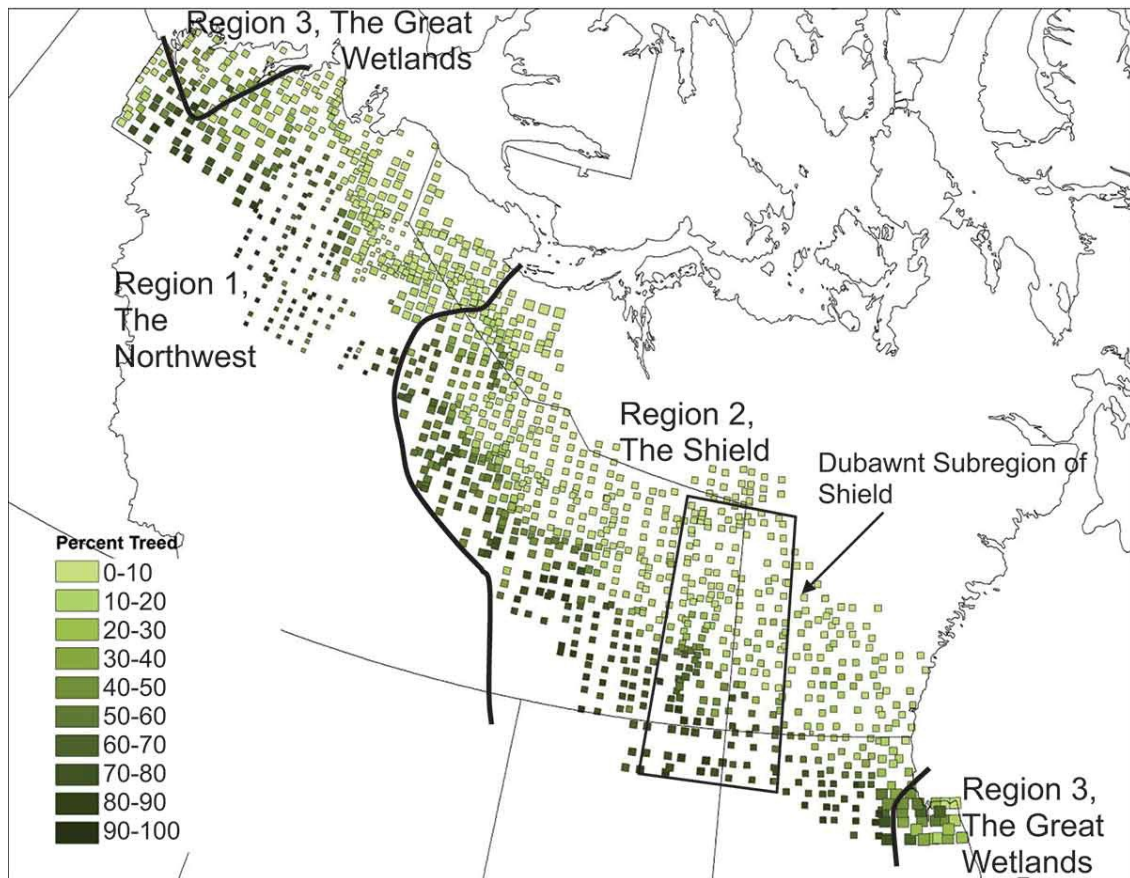 Region 3, The Great
Wetlands
Region 1,
The
Northwest
Region 2,
The Shield
Dubawnt Subregion of
Shield
Percent Treed
0-10
10-20
20-30
30-40
40-50
50-60
60-70
70-80
80-90
90-100
Region 3,
The Great
Wetlands